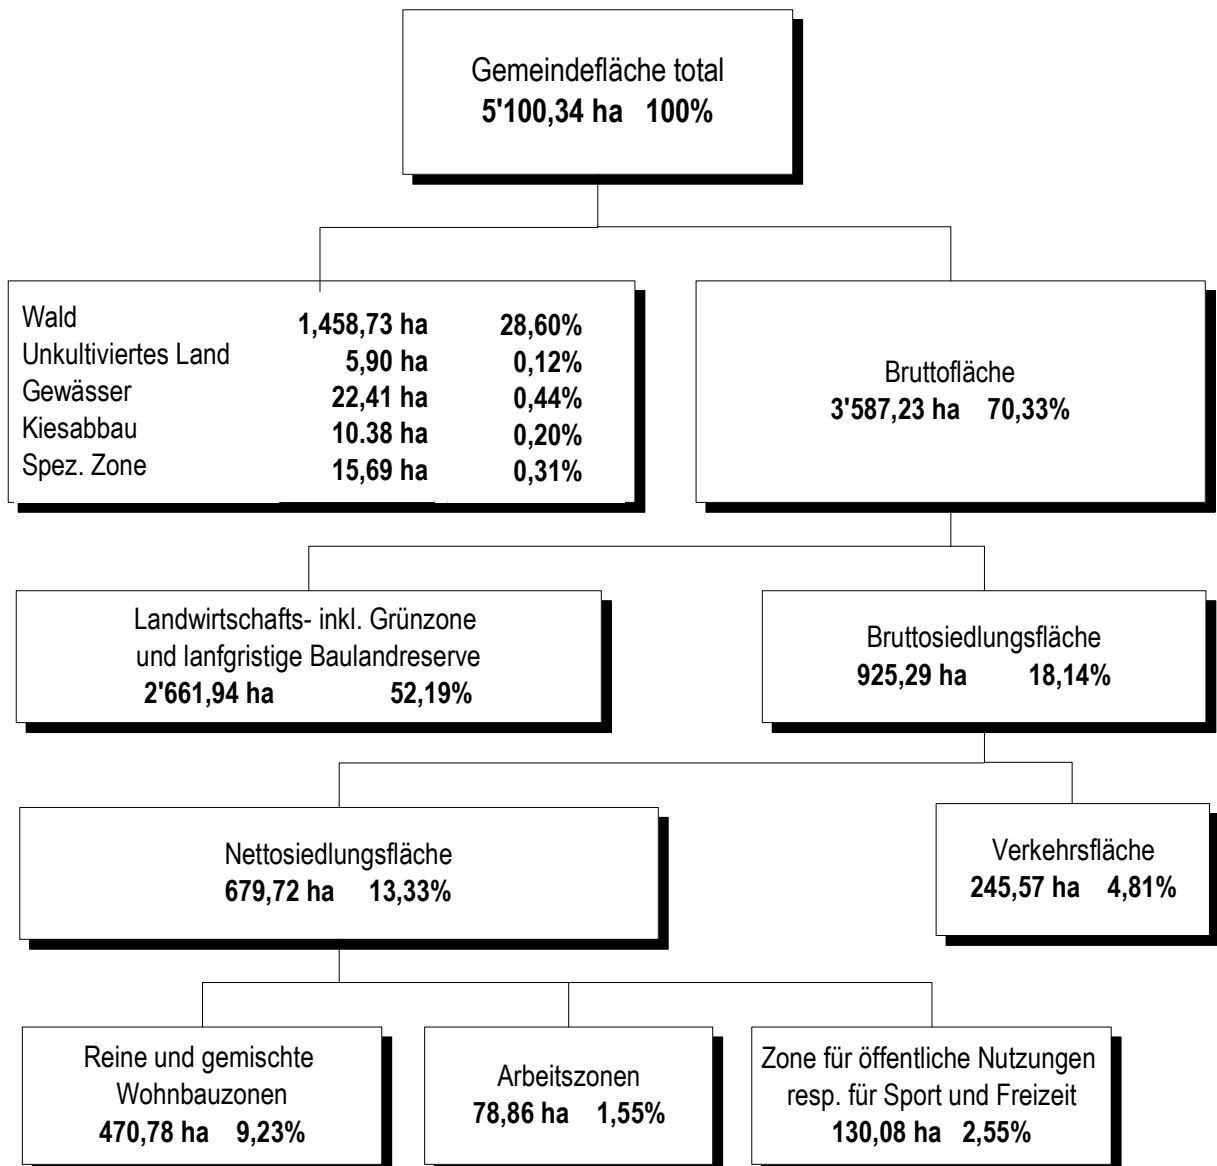 Gemeindefläche total
5'100,34 ha 100%
Wald 1,458,73 ha 28,60%
Unkultiviertes Land 5,90 ha 0,12%
Gewässer 22,41 ha 0,44%
Kiesabbau 10.38 ha 0,20%
Spez. Zone 15,69 ha 0,31%
Bruttofläche
3'587,23 ha 70,33%
Landwirtschafts- inkl. Grünzone
und lanfgristige Baulandreserve
2'661,94 ha 52,19%
Bruttosiedlungsfläche
925,29 ha 18,14%
Nettosiedlungsfläche
679,72 ha 13,33%
Verkehrsfläche
245,57 ha 4,81%
Reine und gemischte
Wohnbauzonen
470,78 ha 9,23%
Arbeitszonen
78,86 ha 1,55%
Zone für öffentliche Nutzungen
resp. für Sport und Freizeit
130,08 ha 2,55%